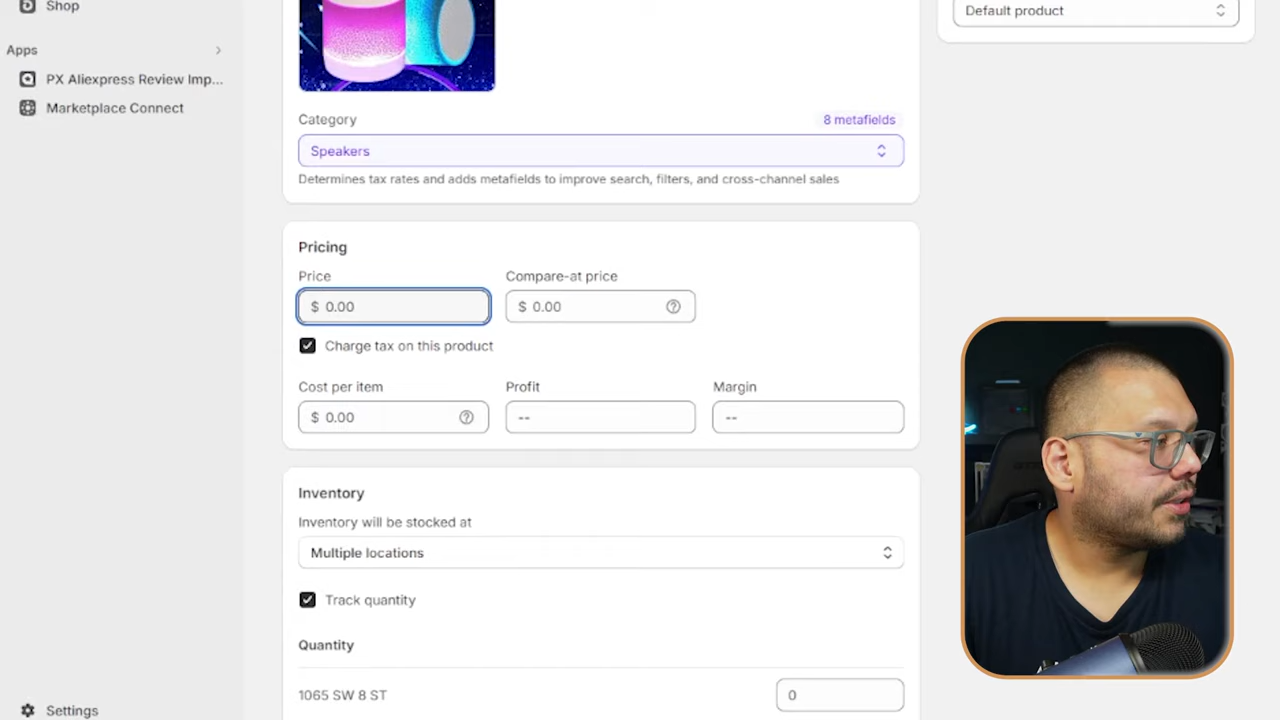 Shop
Apps
PX Aliexpress Review Imp...
Marketplace Connect
Settings
Default product
Category
8 metafields
Speakers
Determines tax rates and adds metafields to improve search, filters, and cross-channel sales
Pricing
Price
Compare-at price
$ 0.00
$ 0.00
Charge tax on this product
Cost per item
Profit
Margin
$ 0.00
--
--
Inventory
Inventory will be stocked at
Multiple locations
Track quantity
Quantity
1065 SW 8 ST
0